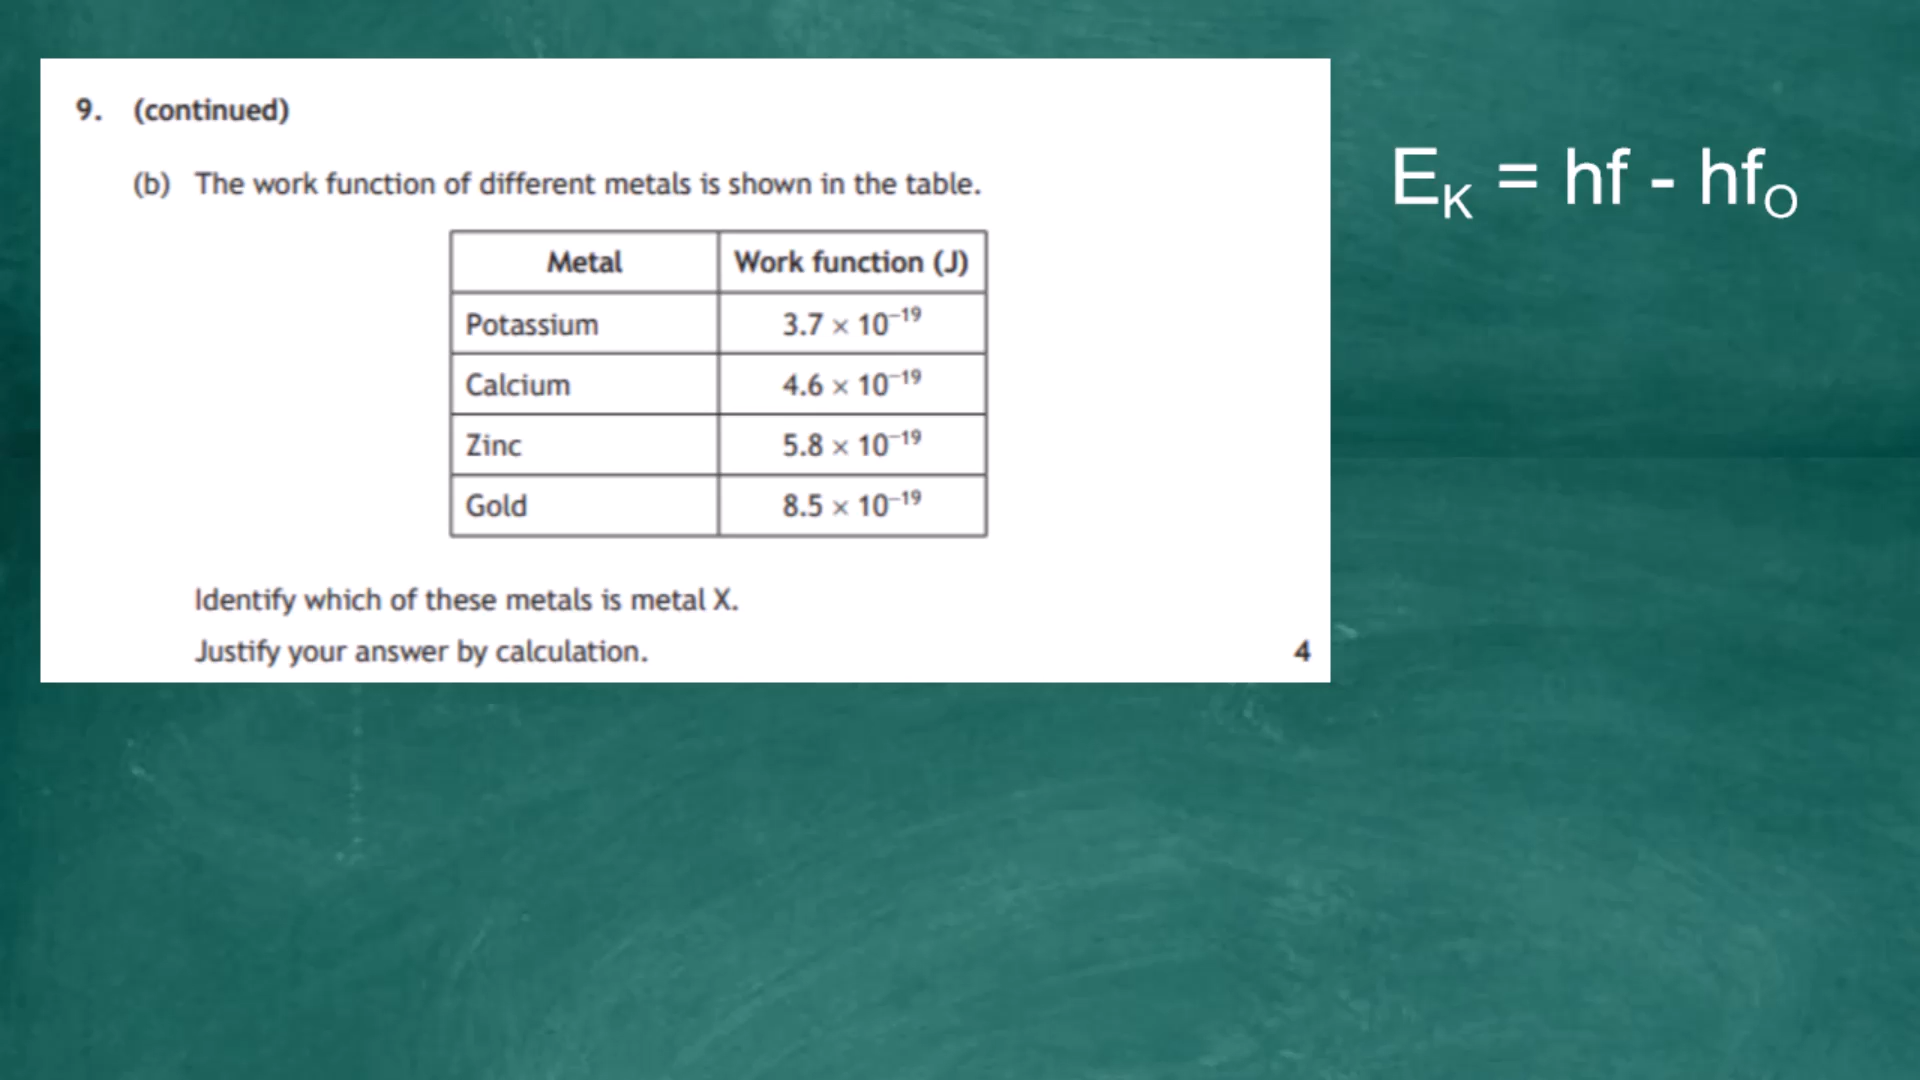 9. (continued)
(b) The work function of different metals is shown in the table.
Metal Work function (J)
Potassium 3.7 × 10⁻¹⁹
Calcium 4.6 × 10⁻¹⁹
Zinc 5.8 × 10⁻¹⁹
Gold 8.5 × 10⁻¹⁹
Identify which of these metals is metal X.
Justify your answer by calculation. 4
E_K = hf - hf_O